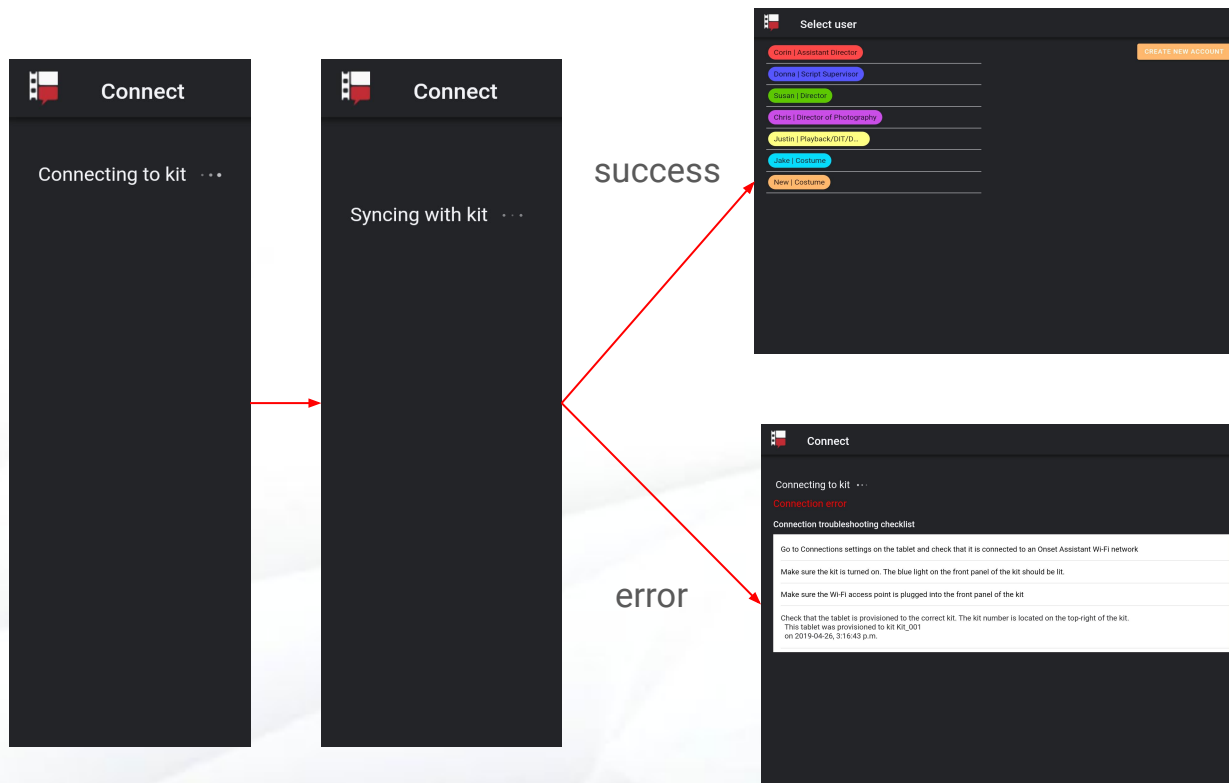 Connect
Connecting to kit
Connect
Syncing with kit
success
Select user
CREATE NEW ACCOUNT
Corin | Assistant Director
Donna | Script Supervisor
Susan | Director
Chris | Director of Photography
Justin | Playback/DIT/D...
Jake | Costume
New | Costume
error
Connect
Connecting to kit
Connection error
Connection troubleshooting checklist
Go to Connections settings on the tablet and check that it is connected to an Onset Assistant Wi-Fi network
Make sure the kit is turned on. The blue light on the front panel of the kit should be lit.
Make sure the Wi-Fi access point is plugged into the front panel of the kit
Check that the tablet is provisioned to the correct kit. The kit number is located on the top-right of the kit.
This tablet was provisioned to kit Kit_001
on 2019-04-26, 3:16:43 p.m.